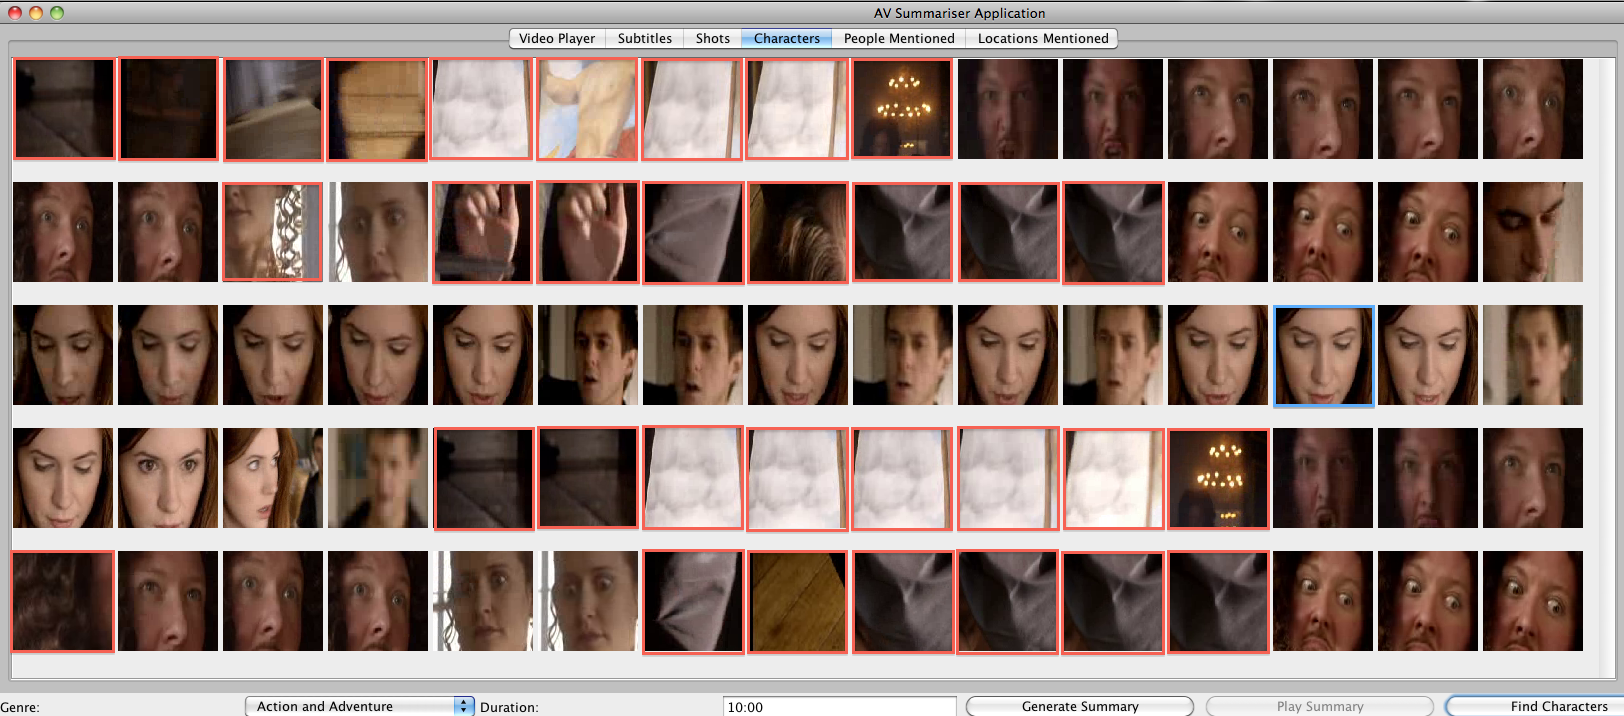 AV Summariser Application
Video Player Subtitles Shots Characters People Mentioned Locations Mentioned
Genre: Action and Adventure Duration: 10:00 Generate Summary Play Summary Find Characters